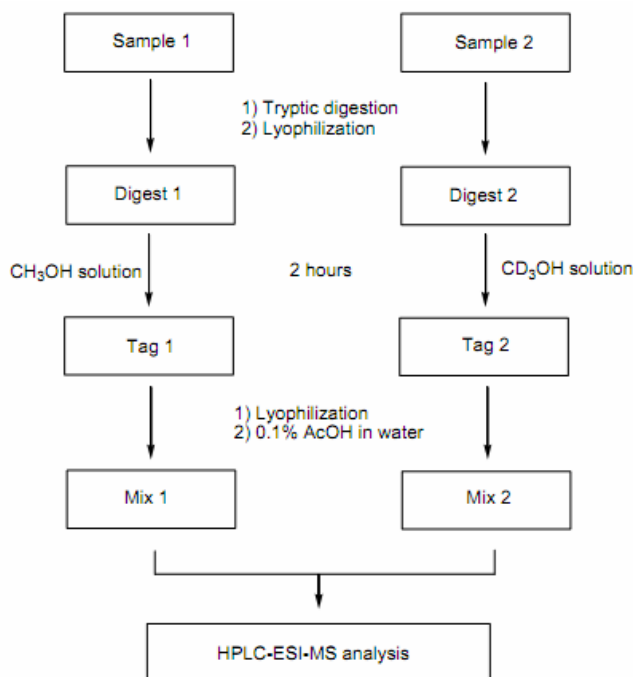 Sample 1
Sample 2
1) Tryptic digestion
2) Lyophilization
Digest 1
Digest 2
CH₃OH solution
2 hours
CD₃OH solution
Tag 1
Tag 2
1) Lyophilization
2) 0.1% AcOH in water
Mix 1
Mix 2
HPLC-ESI-MS analysis